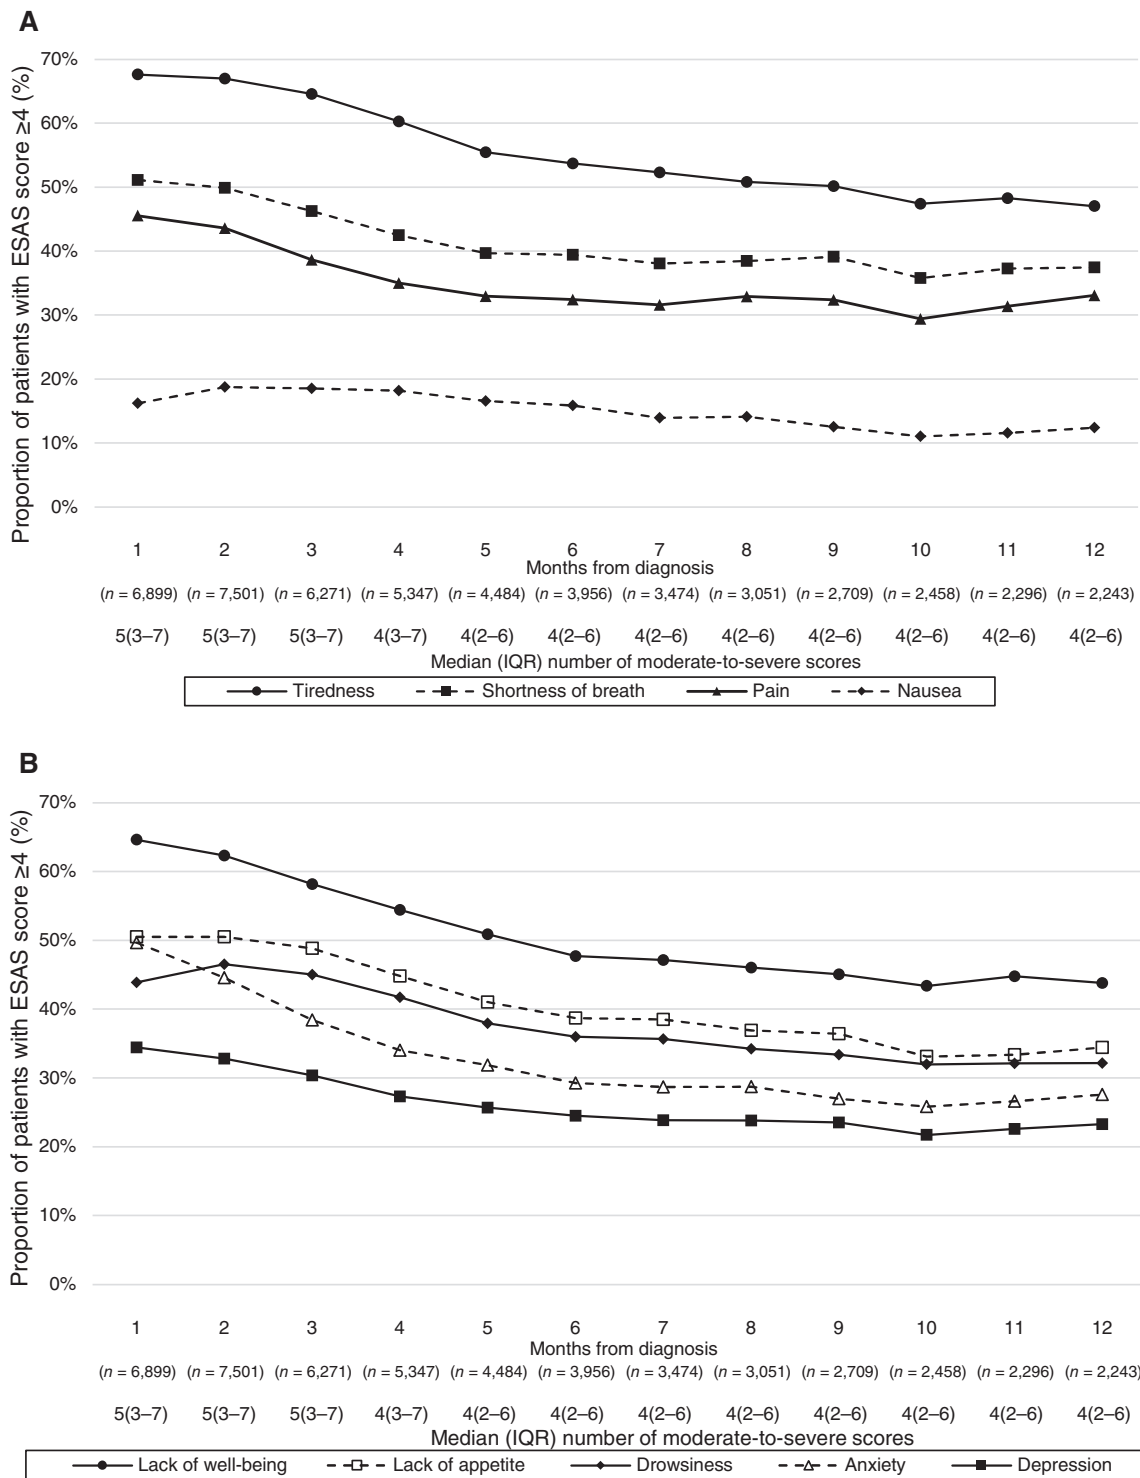 A
Proportion of patients with ESAS score ≥4 (%)
70%
60%
50%
40%
30%
20%
10%
0%
1 2 3 4 5 6 7 8 9 10 11 12
Months from diagnosis
(n = 6,899) (n = 7,501) (n = 6,271) (n = 5,347) (n = 4,484) (n = 3,956) (n = 3,474) (n = 3,051) (n = 2,709) (n = 2,458) (n = 2,296) (n = 2,243)
5(3–7) 5(3–7) 5(3–7) 4(3–7) 4(2–6) 4(2–6) 4(2–6) 4(2–6) 4(2–6) 4(2–6) 4(2–6) 4(2–6)
Median (IQR) number of moderate-to-severe scores
Tiredness Shortness of breath Pain Nausea
B
Proportion of patients with ESAS score ≥4 (%)
70%
60%
50%
40%
30%
20%
10%
0%
1 2 3 4 5 6 7 8 9 10 11 12
Months from diagnosis
(n = 6,899) (n = 7,501) (n = 6,271) (n = 5,347) (n = 4,484) (n = 3,956) (n = 3,474) (n = 3,051) (n = 2,709) (n = 2,458) (n = 2,296) (n = 2,243)
5(3–7) 5(3–7) 5(3–7) 4(3–7) 4(2–6) 4(2–6) 4(2–6) 4(2–6) 4(2–6) 4(2–6) 4(2–6) 4(2–6)
Median (IQR) number of moderate-to-severe scores
Lack of well-being Lack of appetite Drowsiness Anxiety Depression